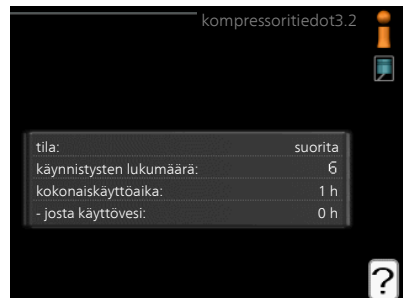 kompressoritiedot3.2
tila: suorita
käynnistysten lukumäärä: 6
kokonaiskäyttöaika: 1 h
- josta käyttövesi: 0 h
?